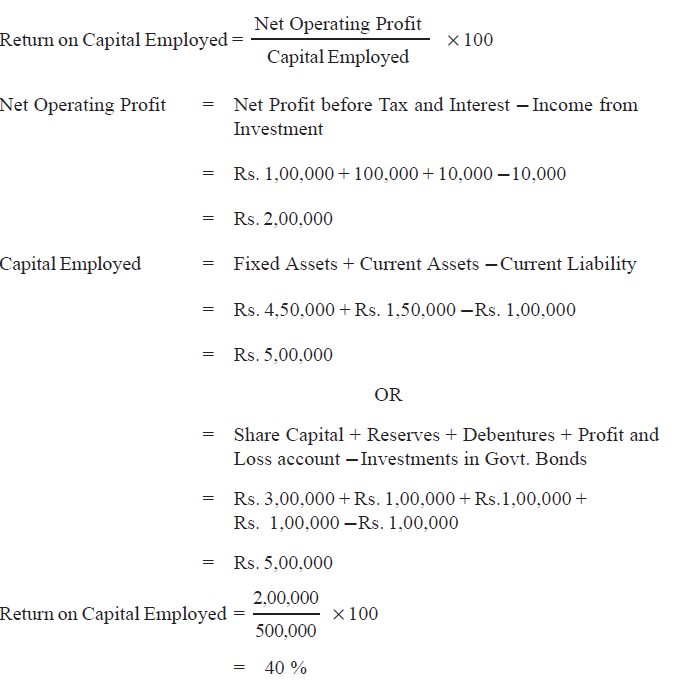 Return on Capital Employed = Net Operating Profit / Capital Employed × 100
Net Operating Profit = Net Profit before Tax and Interest – Income from
Investment
= Rs. 1,00,000 + 100,000 + 10,000 – 10,000
= Rs. 2,00,000
Capital Employed = Fixed Assets + Current Assets – Current Liability
= Rs. 4,50,000 + Rs. 1,50,000 – Rs. 1,00,000
= Rs. 5,00,000
OR
= Share Capital + Reserves + Debentures + Profit and
Loss account – Investments in Govt. Bonds
= Rs. 3,00,000 + Rs. 1,00,000 + Rs.1,00,000 +
Rs. 1,00,000 – Rs. 1,00,000
= Rs. 5,00,000
Return on Capital Employed = 2,00,000 / 500,000 × 100
= 40 %